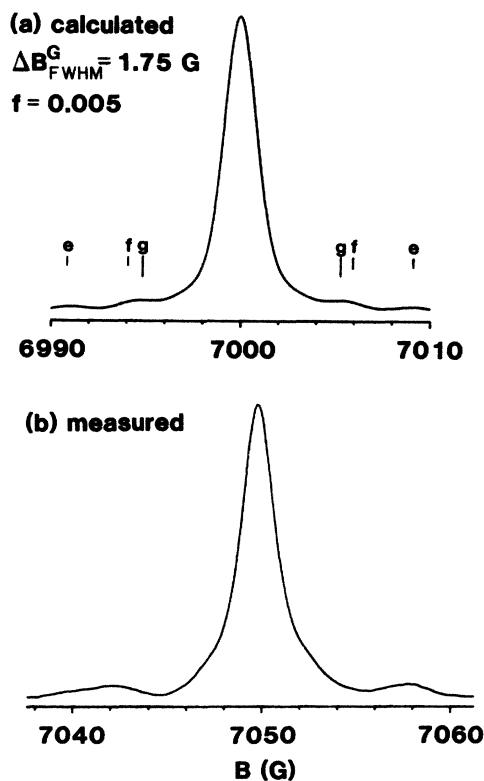 (a) calculated
ΔB^G_FWHM = 1.75 G
f = 0.005
e f g g f e
6990 7000 7010
(b) measured
7040 7050 7060
B (G)